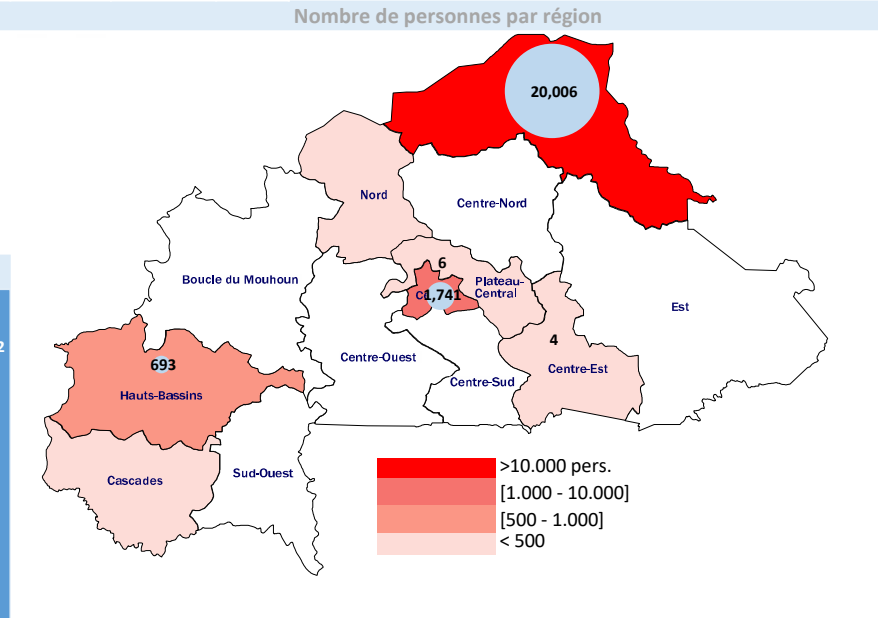 Nombre de personnes par région
20,006
Nord
Centre-Nord
6
Boucle du Mouhoun
Plateau-
Central
1,741
Est
2
4
693
Centre-Ouest
Centre-Est
Centre-Sud
Hauts-Bassins
Sud-Ouest
Cascades
>10.000 pers.
[1.000 - 10.000]
[500 - 1.000]
< 500